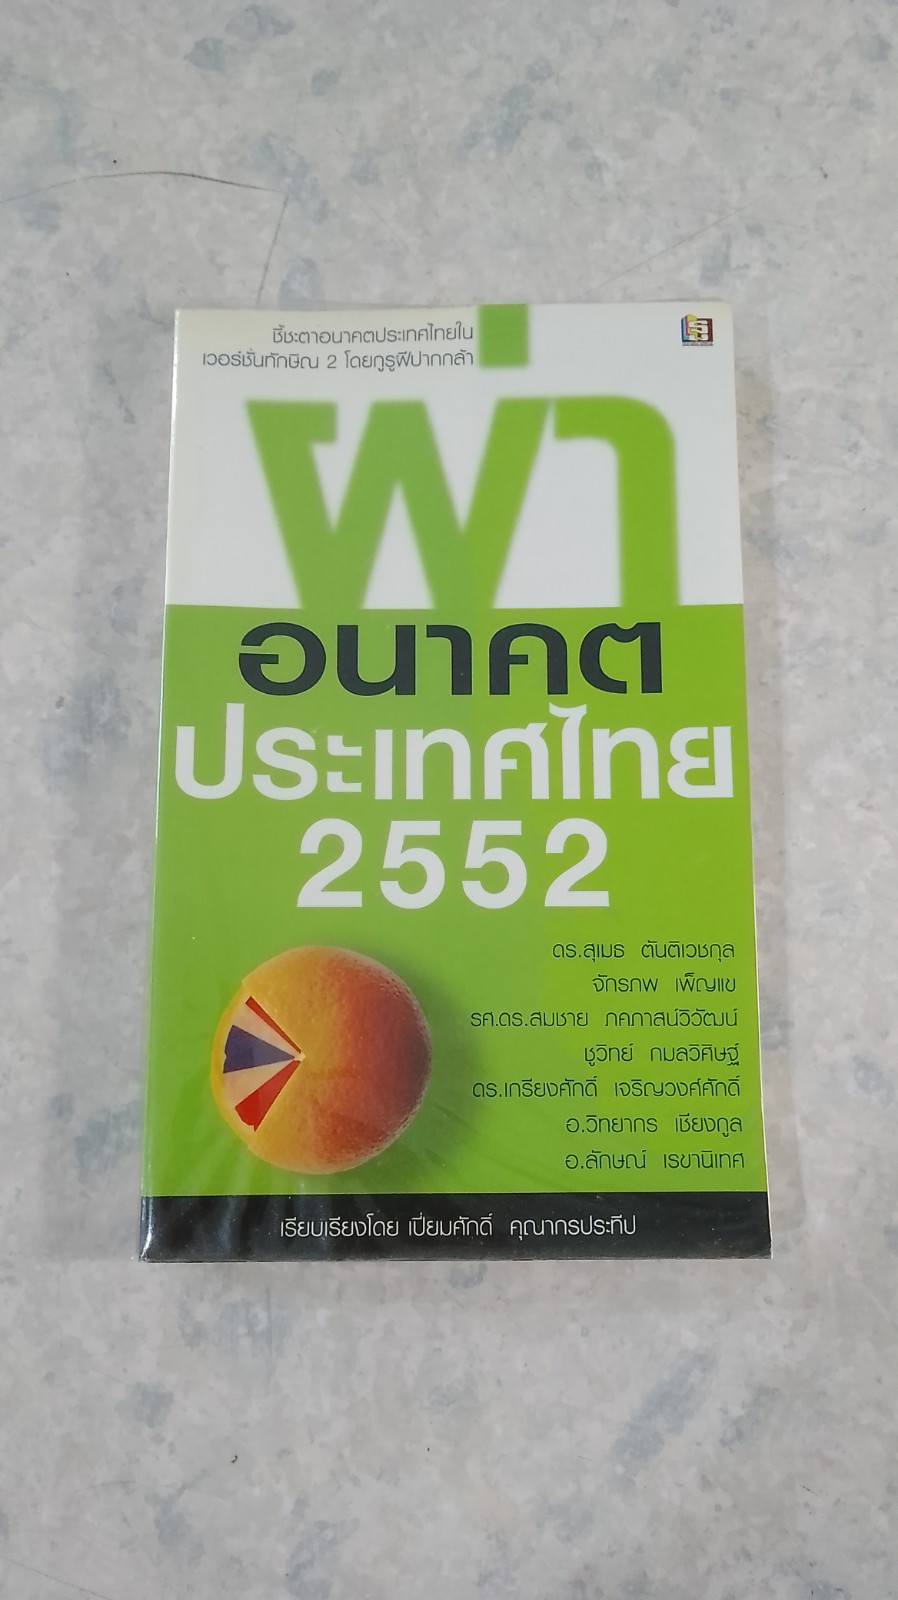 ชี้ชะตาอนาคตประเทศไทยใน
เวอร์ชั่นทักษิณ 2 โดยกูรูฝีปากกล้า
ผ่า
อนาคต
ประเทศไทย
2552
ดร.สุเมธ ตันติเวชกุล
จักรภพ เพ็ญแข
รศ.ดร.สมชาย ภคภาสน์วิวัฒน์
ชูวิทย์ กมลวิศิษฎ์
ดร.เกรียงศักดิ์ เจริญวงศ์ศักดิ์
อ.วิทยากร เชียงกูล
อ.ลักษณ์ เรขานิเทศ
เรียบเรียงโดย เปี่ยมศักดิ์ คุณากรประทีป